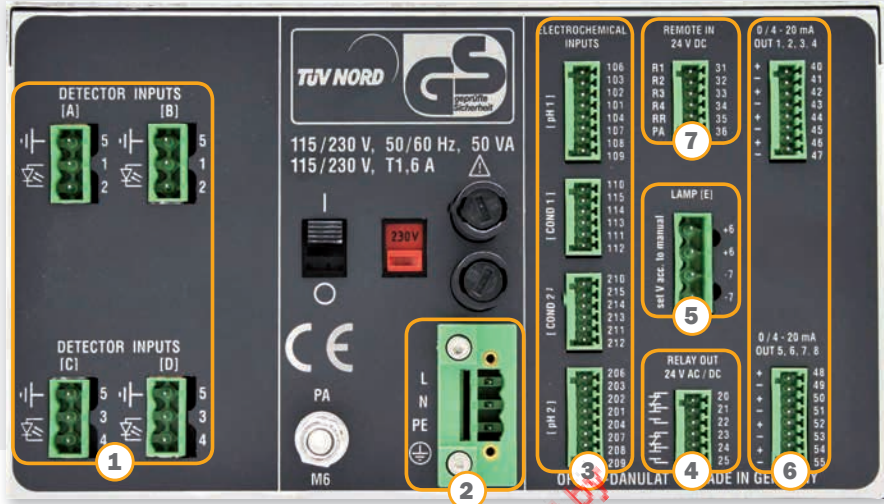 DETECTOR INPUTS
[A] [B]
5 5
1 1
2 2
DETECTOR INPUTS
[C] [D]
5 5
3 3
4 4
1
TÜV NORD
GS
geprüfte
Sicherheit
115/230 V, 50/60 Hz, 50 VA
115/230 V, T1,6 A
I
230V
O
CE
PA
M6
L
N
PE
2
ELECTROCHEMICAL
INPUTS
[ pH 1 ]
106
103
102
101
104
107
108
109
[ COND 1 ]
110
115
114
113
111
112
[ COND 2 ]
210
215
214
213
211
212
[ pH 2 ]
206
203
202
201
204
207
208
209
3
REMOTE IN
24 V DC
R1 31
R2 32
R3 33
R4 34
RR 35
PA 36
7
LAMP [E]
set V acc. to manual
+6
+6
-7
-7
5
RELAY OUT
24 V AC / DC
20
21
22
23
24
25
4
0 / 4 - 20 mA
OUT 1, 2, 3, 4
+ 40
- 41
+ 42
- 43
+ 44
- 45
+ 46
- 47
0 / 4 - 20 mA
OUT 5, 6, 7, 8
+ 48
- 49
+ 50
- 51
+ 52
- 53
+ 54
- 55
6
DANULAT
MADE IN GERMANY
by